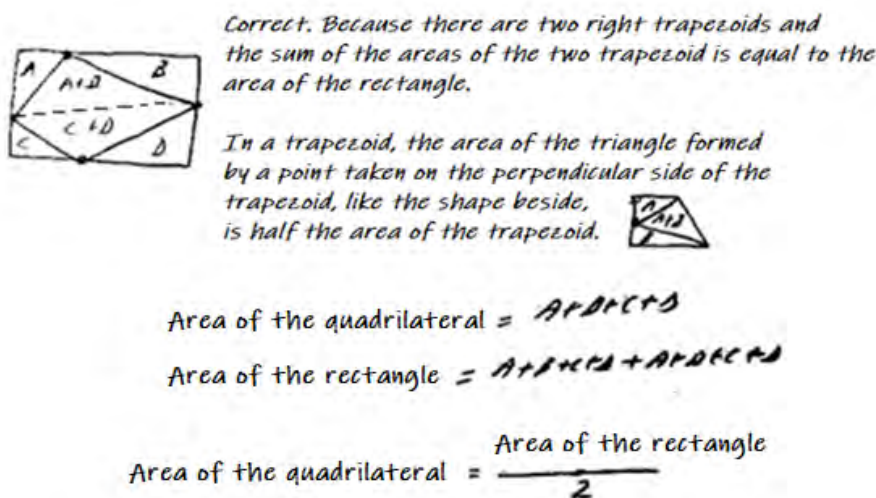 Correct. Because there are two right trapezoids and
the sum of the areas of the two trapezoid is equal to the
area of the rectangle.
A
B
A+B
C+D
C
D
In a trapezoid, the area of the triangle formed
by a point taken on the perpendicular side of the
trapezoid, like the shape beside,
is half the area of the trapezoid.
A
A+B
Area of the quadrilateral = A+B+C+D
Area of the rectangle = A+B+C+D+A+B+C+D
Area of the rectangle
Area of the quadrilateral =
2